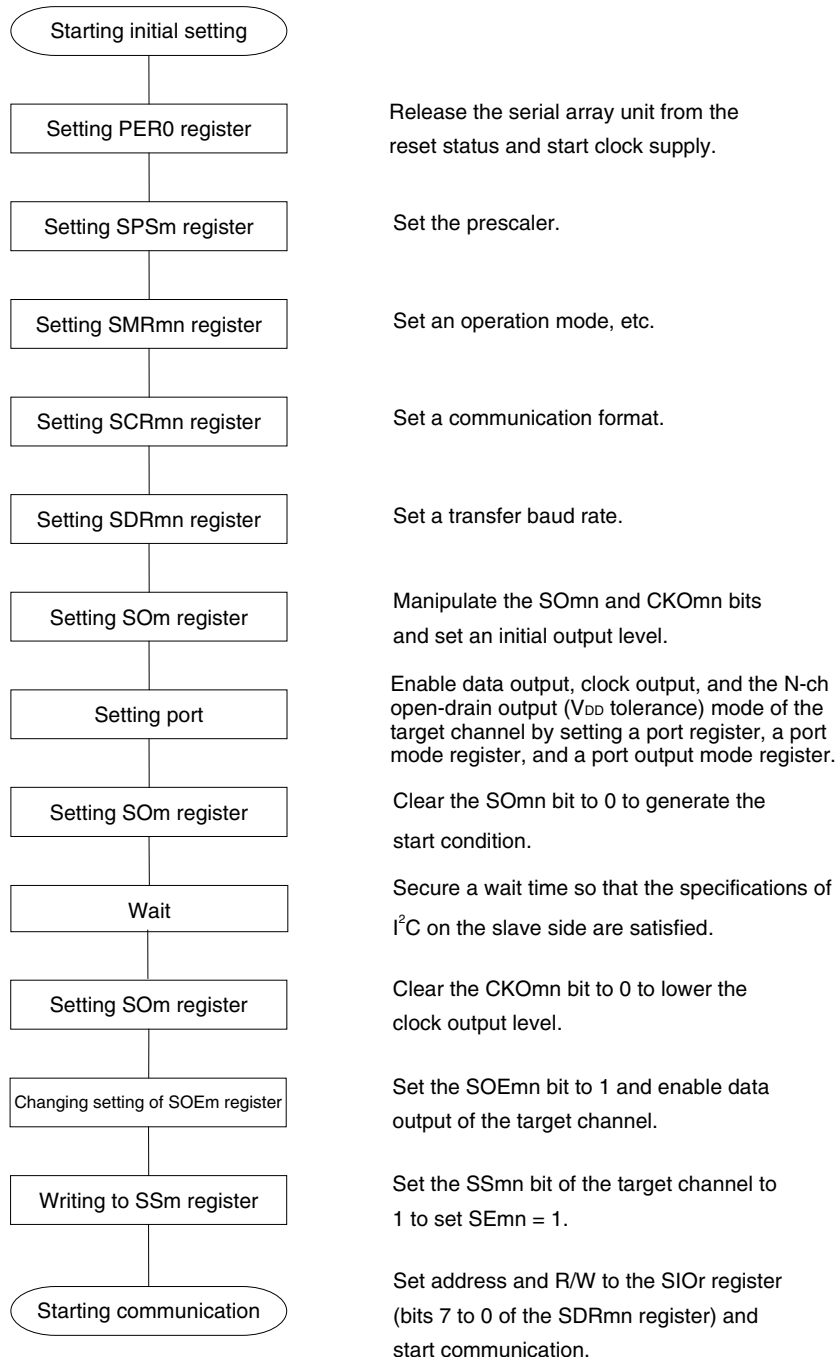 Starting initial setting
Setting PER0 register
Release the serial array unit from the
reset status and start clock supply.
Setting SPSm register
Set the prescaler.
Setting SMRmn register
Set an operation mode, etc.
Setting SCRmn register
Set a communication format.
Setting SDRmn register
Set a transfer baud rate.
Setting SOm register
Manipulate the SOmn and CKOmn bits
and set an initial output level.
Setting port
Enable data output, clock output, and the N-ch
open-drain output (VDD tolerance) mode of the
target channel by setting a port register, a port
mode register, and a port output mode register.
Setting SOm register
Clear the SOmn bit to 0 to generate the
start condition.
Wait
Secure a wait time so that the specifications of
I²C on the slave side are satisfied.
Setting SOm register
Clear the CKOmn bit to 0 to lower the
clock output level.
Changing setting of SOEm register
Set the SOEmn bit to 1 and enable data
output of the target channel.
Writing to SSm register
Set the SSmn bit of the target channel to
1 to set SEmn = 1.
Starting communication
Set address and R/W to the SIOr register
(bits 7 to 0 of the SDRmn register) and
start communication.